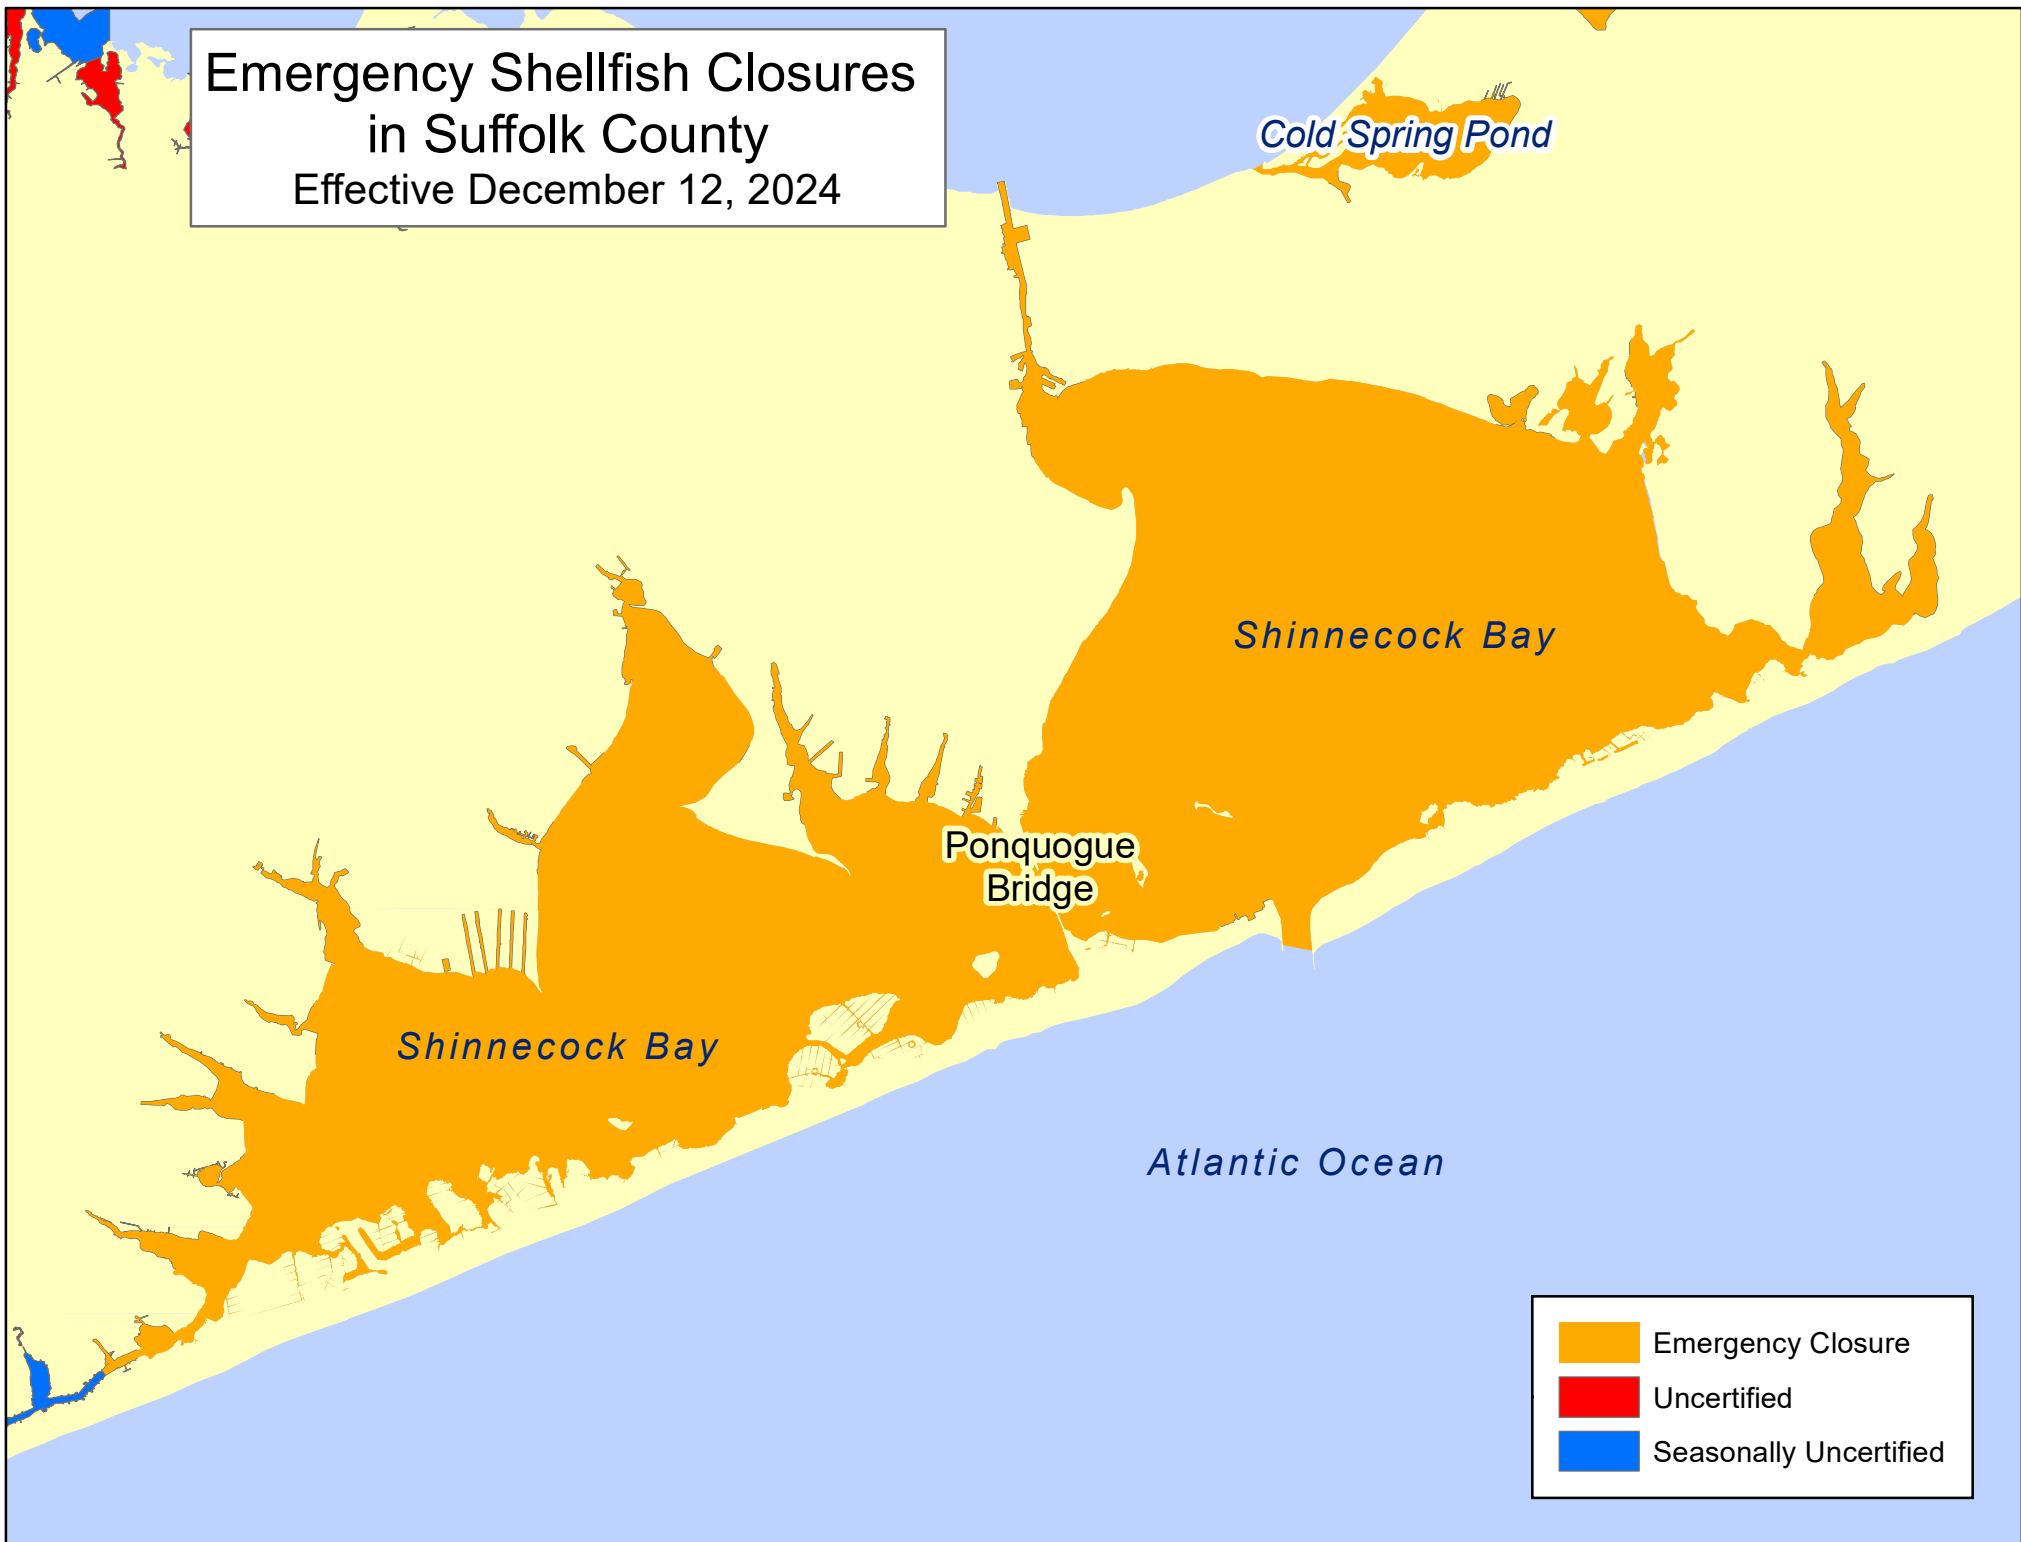 Emergency Shellfish Closures
in Suffolk County
Effective December 12, 2024
Cold Spring Pond
Shinnecock Bay
Ponquogue
Bridge
Shinnecock Bay
Atlantic Ocean
Emergency Closure
Uncertified
Seasonally Uncertified